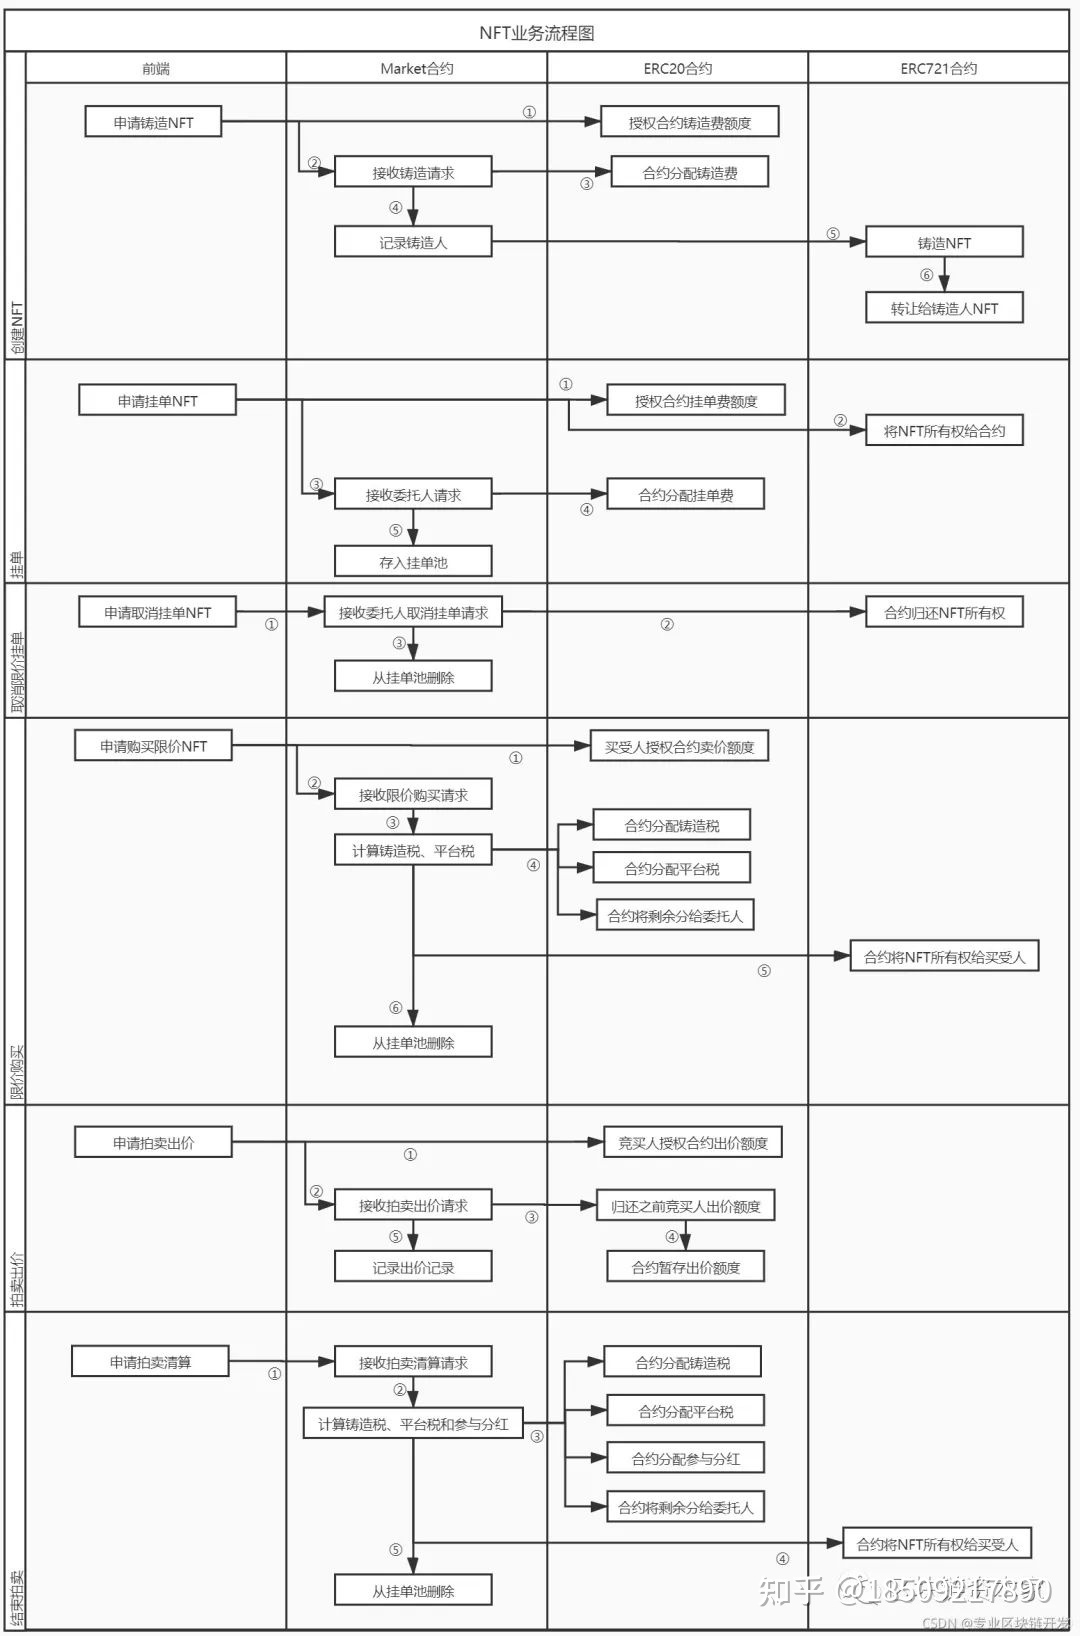 NFT业务流程图
前端
Market合约
ERC20合约
ERC721合约
创建NFT
申请铸造NFT
①
授权合约铸造费额度
②
接收铸造请求
③
合约分配铸造费
④
记录铸造人
⑤
铸造NFT
⑥
转让给铸造人NFT
挂单
申请挂单NFT
①
授权合约挂单费额度
②
将NFT所有权给合约
③
接收委托人请求
④
合约分配挂单费
⑤
存入挂单池
取消限价挂单
申请取消挂单NFT
①
接收委托人取消挂单请求
②
合约归还NFT所有权
③
从挂单池删除
限价购买
申请购买限价NFT
①
买受人授权合约卖价额度
②
接收限价购买请求
③
计算铸造税、平台税
④
合约分配铸造税
合约分配平台税
合约将剩余分给委托人
⑤
合约将NFT所有权给买受人
⑥
从挂单池删除
拍卖出价
申请拍卖出价
①
竞买人授权合约出价额度
②
接收拍卖出价请求
③
归还之前竞买人出价额度
④
合约暂存出价额度
⑤
记录出价记录
结束拍卖
申请拍卖清算
①
接收拍卖清算请求
②
计算铸造税、平台税和参与分红
③
合约分配铸造税
合约分配平台税
合约分配参与分红
合约将剩余分给委托人
④
合约将NFT所有权给买受人
⑤
从挂单池删除
知乎 @18509217890
CSDN @专业区块链开发